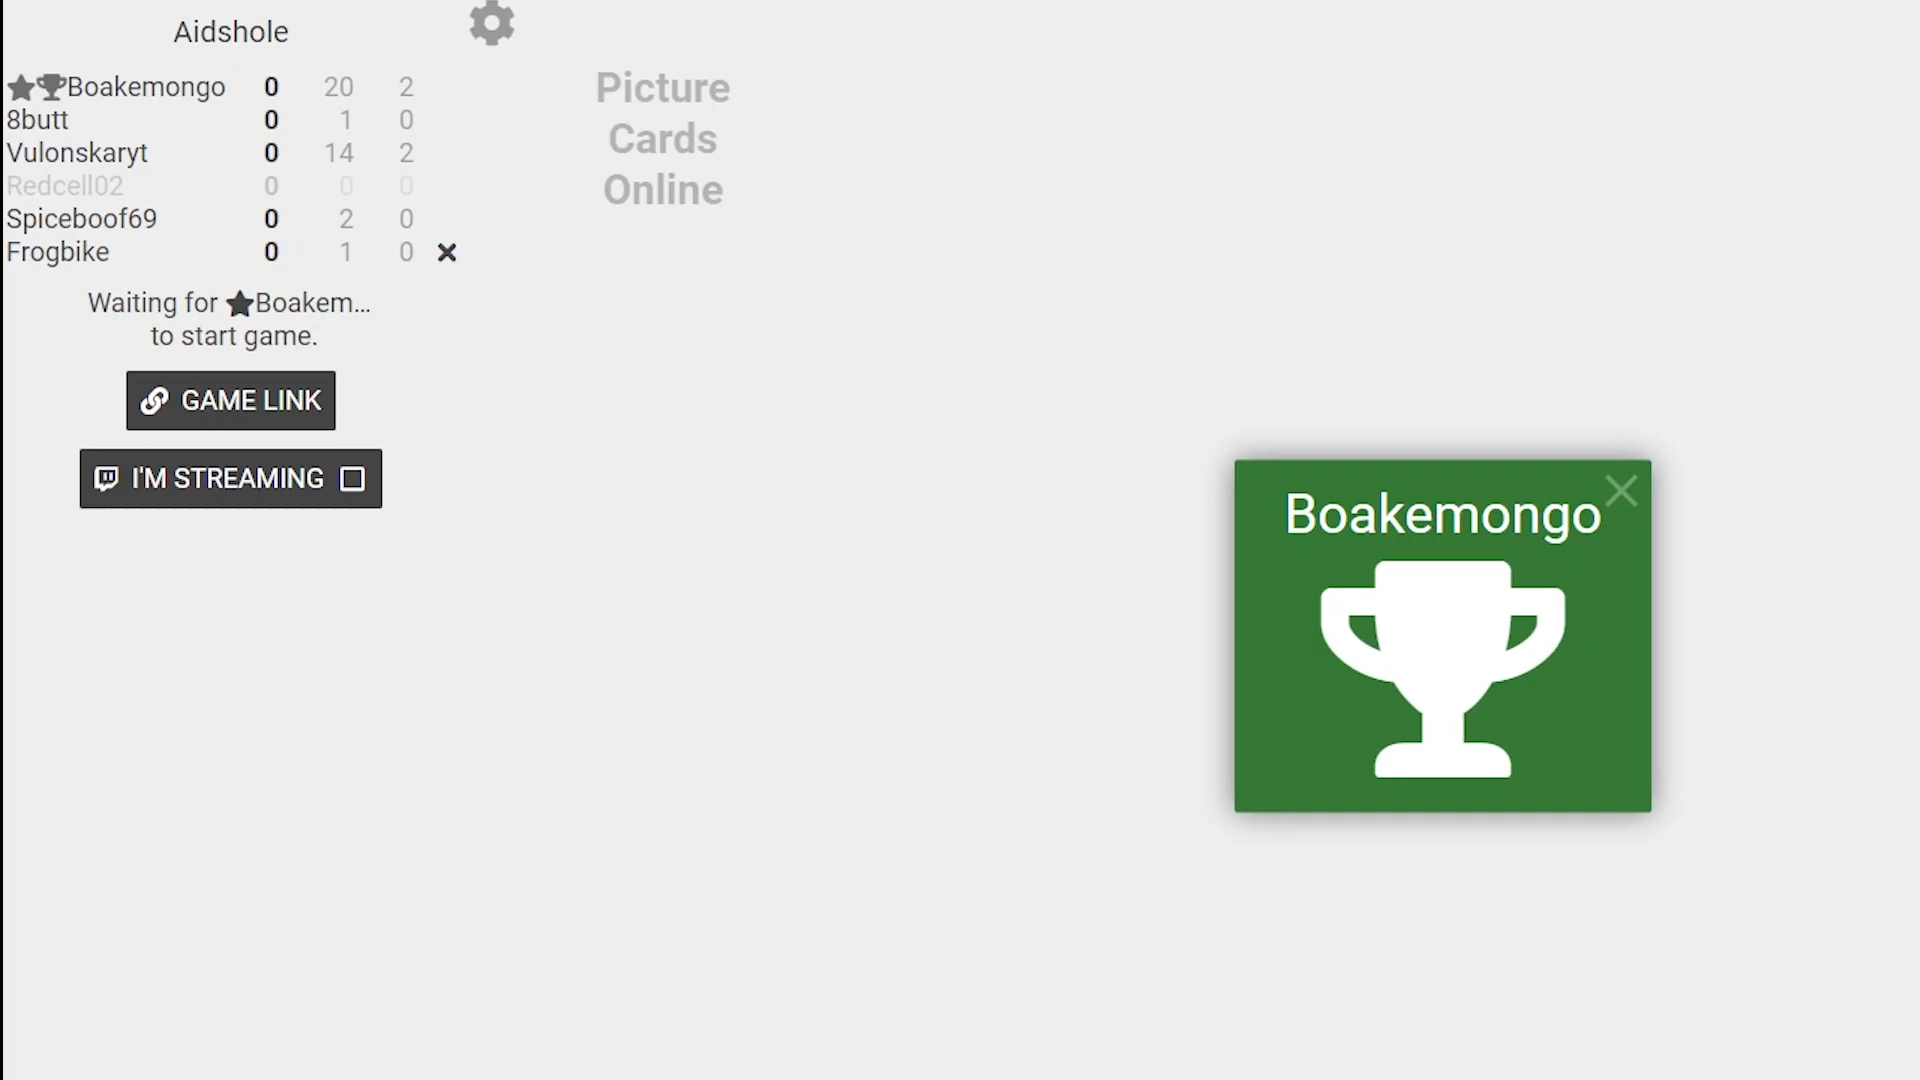 Aidshole
Boakemongo 0 20 2
8butt 0 1 0
Vulonskaryt 0 14 2
Redcell02 0 0 0
Spiceboof69 0 2 0
Frogbike 0 1 0
Waiting for Boakem...
to start game.
GAME LINK
I'M STREAMING
Picture
Cards
Online
Boakemongo